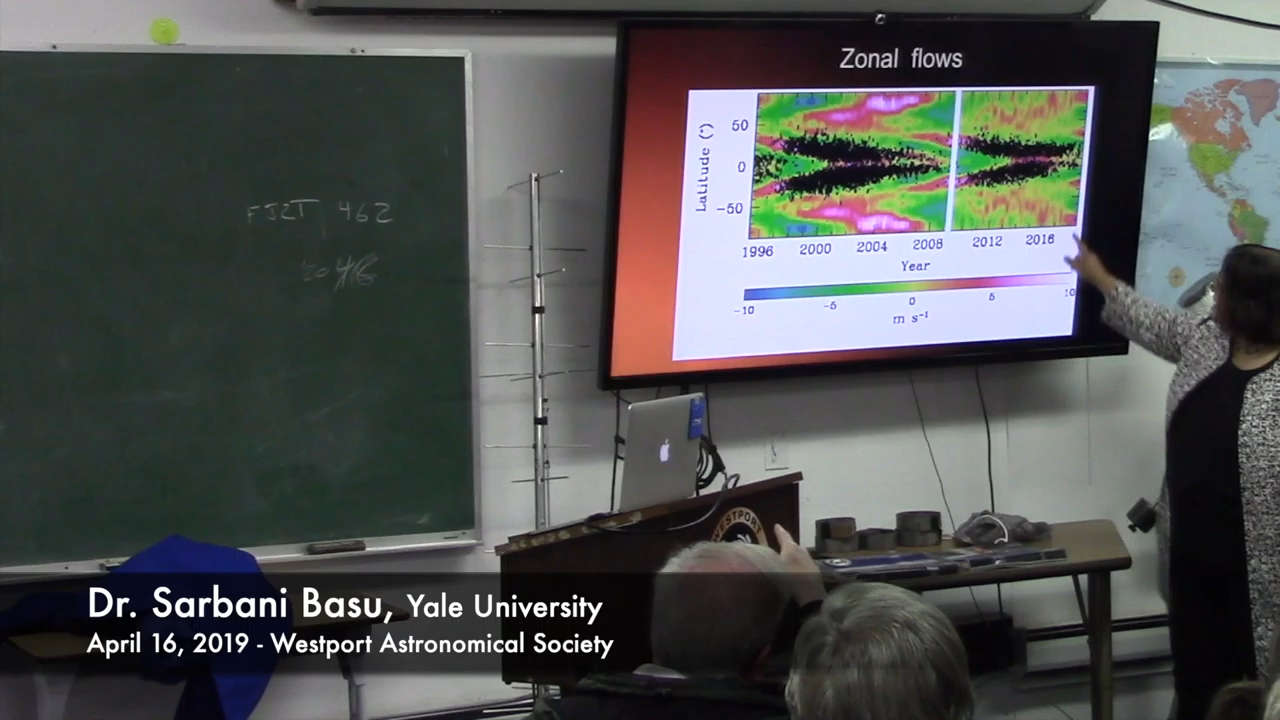 Zonal flows
50
0
-50
Latitude (°)
1996 2000 2004 2008 2012 2016
Year
-10 -5 0 5 10
m s⁻¹
462
WESTPORT
Dr. Sarbani Basu, Yale University
April 16, 2019 - Westport Astronomical Society